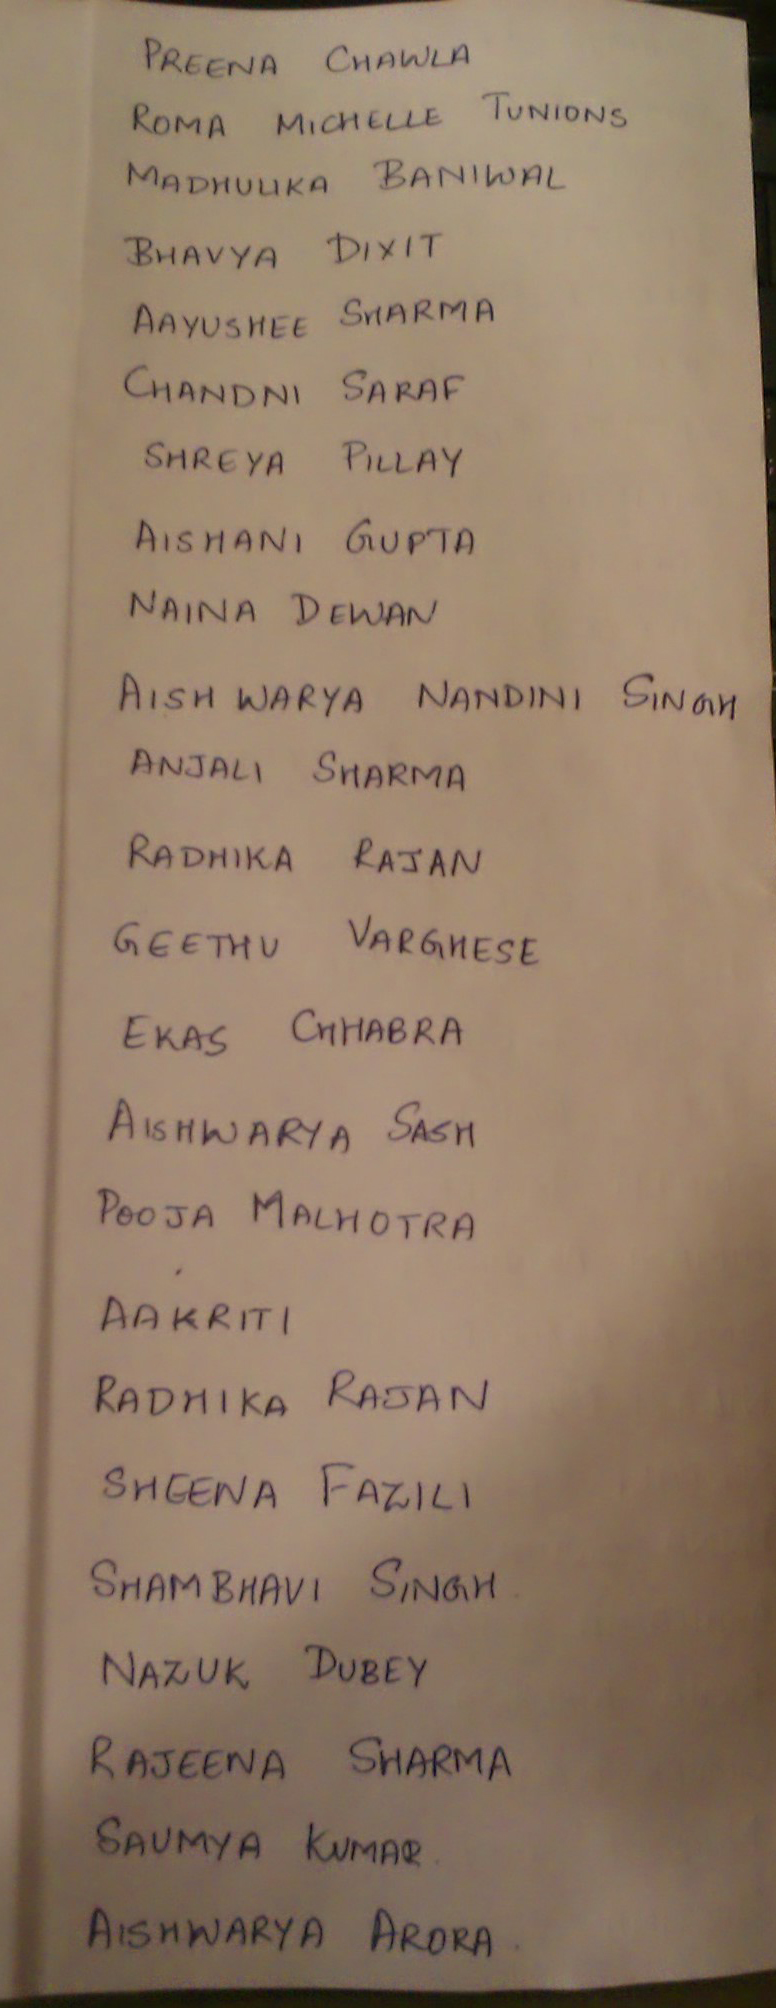 PREENA CHAWLA
ROMA MICHELLE TUNIONS
MADHULIKA BANIWAL
BHAVYA DIXIT
AAYUSHEE SHARMA
CHANDNI SARAF
SHREYA PILLAY
AISHANI GUPTA
NAINA DEWAN
AISHWARYA NANDINI SINGH
ANJALI SHARMA
RADHIKA RAJAN
GEETHU VARGHESE
EKAS CHHABRA
AISHWARYA SASH
POOJA MALHOTRA
AAKRITI
RADHIKA RAJAN
SHEENA FAZILI
SHAMBHAVI SINGH
NAZUK DUBEY
RAJEENA SHARMA
SAUMYA KUMAR
AISHWARYA ARORA